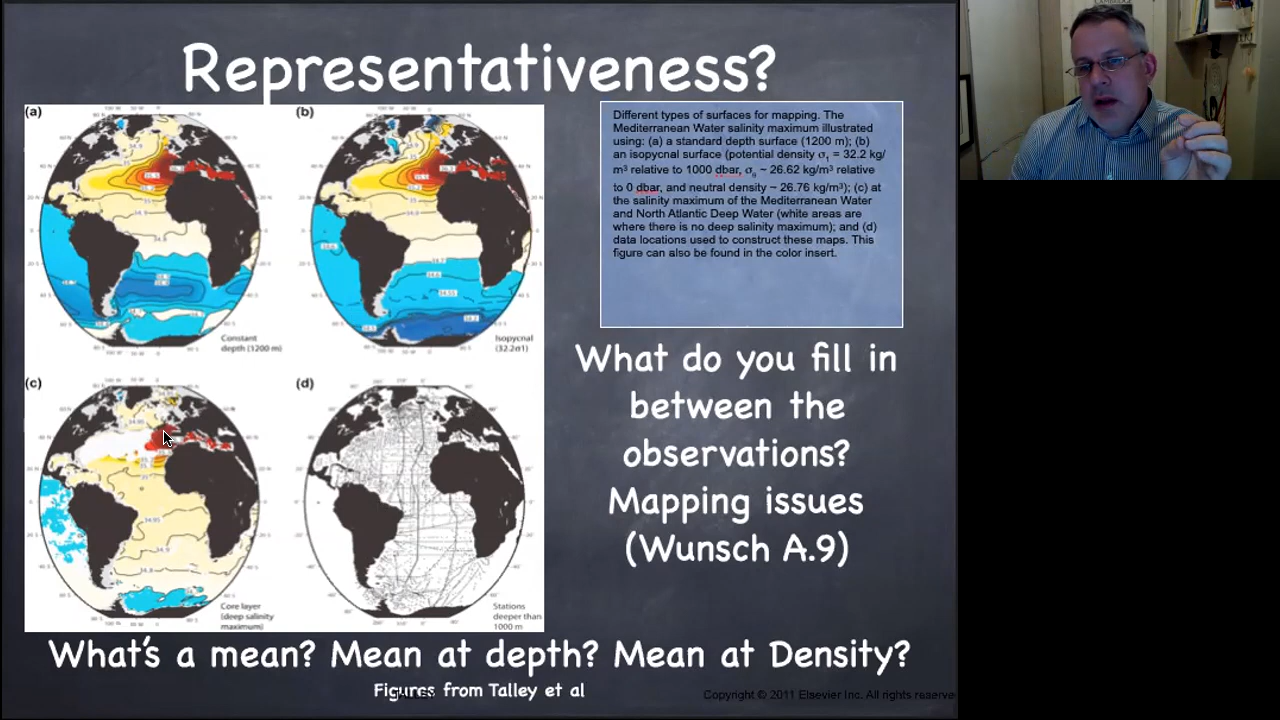 Representativeness?
(a)
(b)
Constant
depth (1200 m)
Isopycnal
(32.2σ1)
(c)
(d)
Core layer
(deep salinity
maximum)
Stations
deeper than
1000 m
Different types of surfaces for mapping. The
Mediterranean Water salinity maximum illustrated
using: (a) a standard depth surface (1200 m); (b)
an isopycnal surface (potential density σ1 = 32.2 kg/
m³ relative to 1000 dbar, σ0 ~ 26.62 kg/m³ relative
to 0 dbar, and neutral density ~ 26.76 kg/m³); (c) at
the salinity maximum of the Mediterranean Water
and North Atlantic Deep Water (white areas are
where there is no deep salinity maximum); and (d)
data locations used to construct these maps. This
figure can also be found in the color insert.
What do you fill in
between the
observations?
Mapping issues
(Wunsch A.9)
What's a mean? Mean at depth? Mean at Density?
Figures from Talley et al
TALLEY
Copyright © 2011 Elsevier Inc. All rights reserve